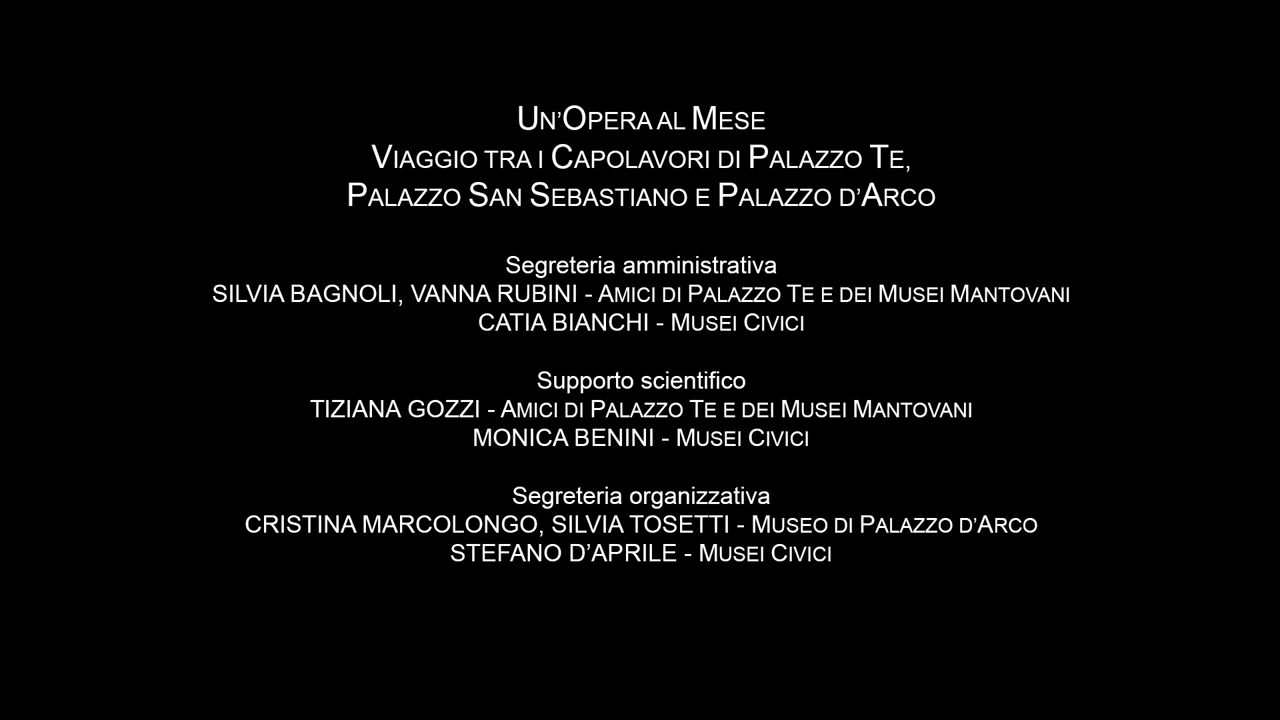 Un’Opera al Mese
Viaggio tra i Capolavori di Palazzo Te,
Palazzo San Sebastiano e Palazzo d’Arco
Segreteria amministrativa
SILVIA BAGNOLI, VANNA RUBINI - Amici di Palazzo Te e dei Musei Mantovani
CATIA BIANCHI - Musei Civici
Supporto scientifico
TIZIANA GOZZI - Amici di Palazzo Te e dei Musei Mantovani
MONICA BENINI - Musei Civici
Segreteria organizzativa
CRISTINA MARCOLONGO, SILVIA TOSETTI - Museo di Palazzo d’Arco
STEFANO D’APRILE - Musei Civici